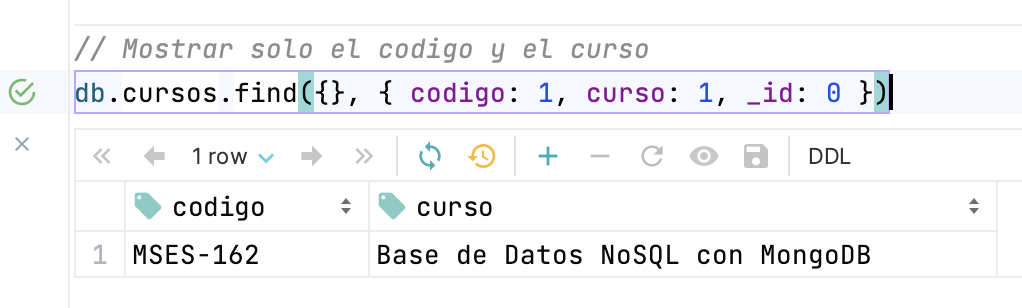 // Mostrar solo el codigo y el curso
db.cursos.find({}, { codigo: 1, curso: 1, _id: 0 })
1 row DDL
codigo curso
1 MSES-162 Base de Datos NoSQL con MongoDB